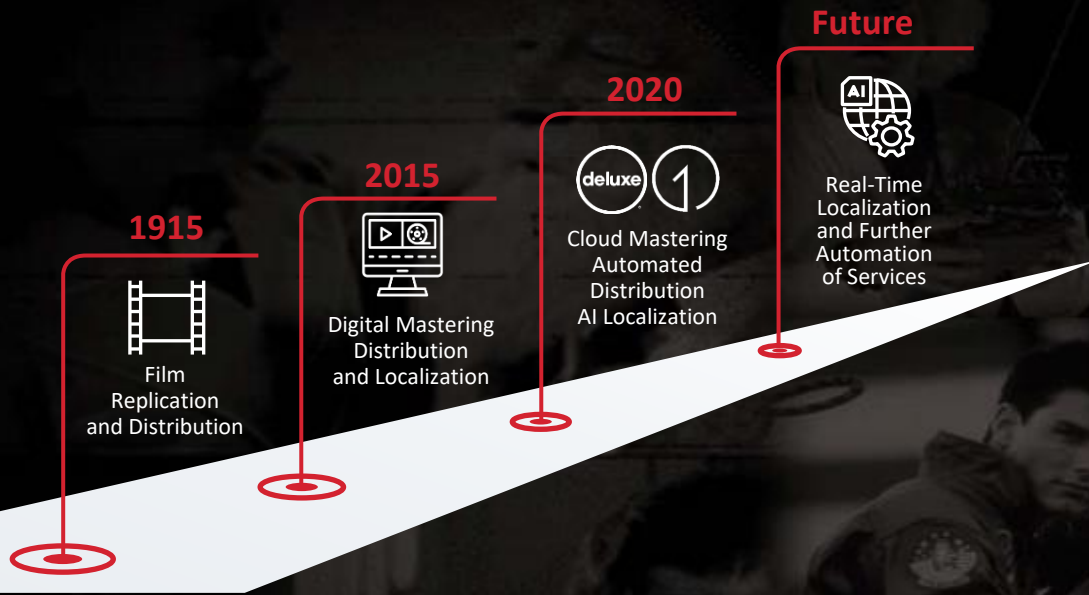 1915
Film
Replication
and Distribution
2015
Digital Mastering
Distribution
and Localization
2020
deluxe
1
Cloud Mastering
Automated
Distribution
AI Localization
Future
AI
Real-Time
Localization
and Further
Automation
of Services